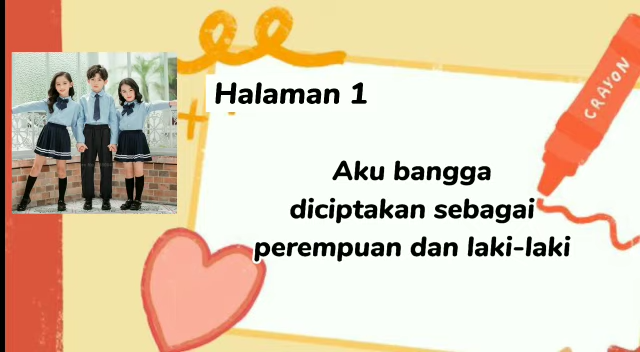 Halaman 1
Aku bangga
diciptakan sebagai
perempuan dan laki-laki
CRAYON